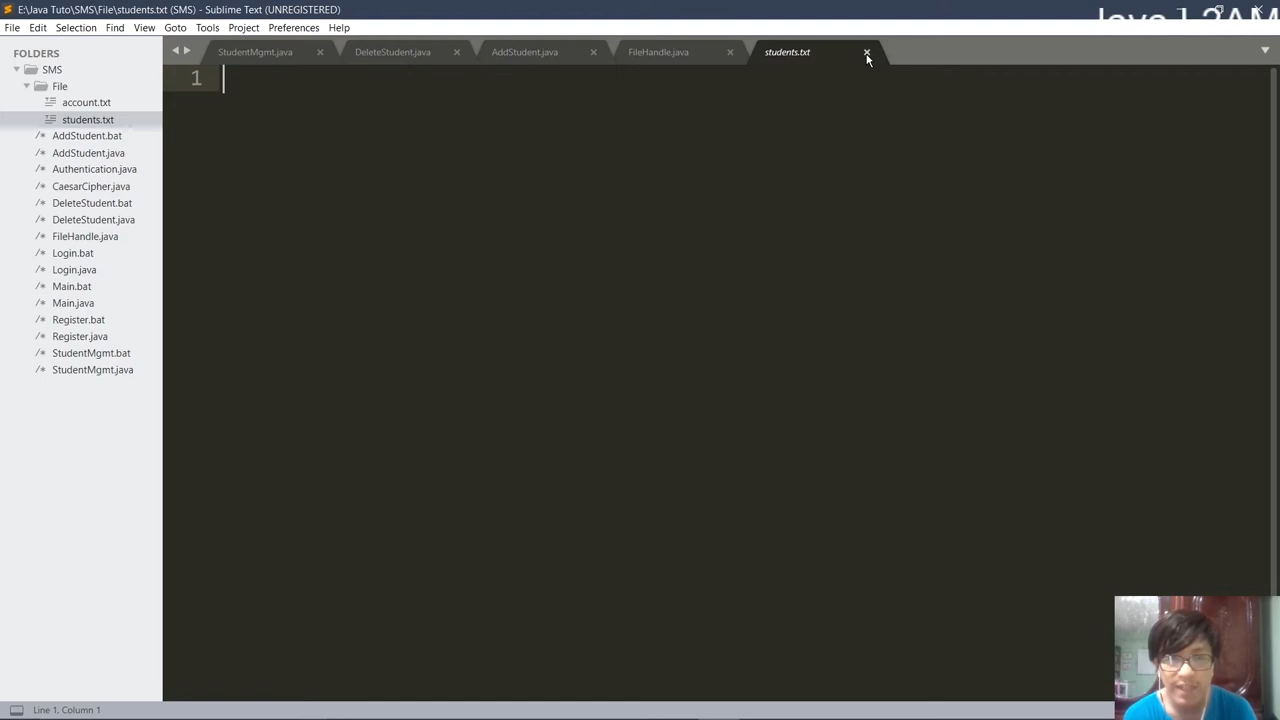 E:\Java Tuto\SMS\File\students.txt (SMS) - Sublime Text (UNREGISTERED)
File Edit Selection Find View Goto Tools Project Preferences Help
FOLDERS
SMS
File
account.txt
students.txt
AddStudent.bat
AddStudent.java
Authentication.java
CaesarCipher.java
DeleteStudent.bat
DeleteStudent.java
FileHandle.java
Login.bat
Login.java
Main.bat
Main.java
Register.bat
Register.java
StudentMgmt.bat
StudentMgmt.java
StudentMgmt.java DeleteStudent.java AddStudent.java FileHandle.java students.txt
1
Line 1, Column 1